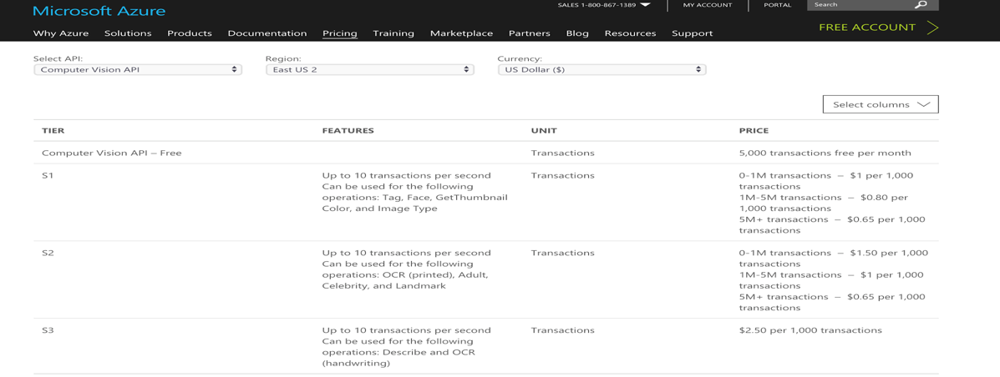 SALES 1-800-867-1389
MY ACCOUNT
PORTAL
Search
Microsoft Azure
Why Azure Solutions Products Documentation Pricing Training Marketplace Partners Blog Resources Support
FREE ACCOUNT
Select API:
Computer Vision API
Region:
East US 2
Currency:
US Dollar ($)
Select columns
TIER FEATURES UNIT PRICE
Computer Vision API – Free
Transactions
5,000 transactions free per month
S1
Up to 10 transactions per second
Can be used for the following
operations: Tag, Face, GetThumbnail
Color, and Image Type
Transactions
0-1M transactions – $1 per 1,000
transactions
1M-5M transactions – $0.80 per
1,000 transactions
5M+ transactions – $0.65 per 1,000
transactions
S2
Up to 10 transactions per second
Can be used for the following
operations: OCR (printed), Adult,
Celebrity, and Landmark
Transactions
0-1M transactions – $1.50 per 1,000
transactions
1M-5M transactions – $1 per 1,000
transactions
5M+ transactions – $0.65 per 1,000
transactions
S3
Up to 10 transactions per second
Can be used for the following
operations: Describe and OCR
(handwriting)
Transactions
$2.50 per 1,000 transactions